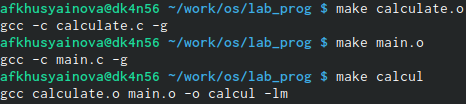 afkhusyainova@dk4n56 ~/work/os/lab_prog $ make calculate.o
gcc -c calculate.c -g
afkhusyainova@dk4n56 ~/work/os/lab_prog $ make main.o
gcc -c main.c -g
afkhusyainova@dk4n56 ~/work/os/lab_prog $ make calcul
gcc calculate.o main.o -o calcul -lm